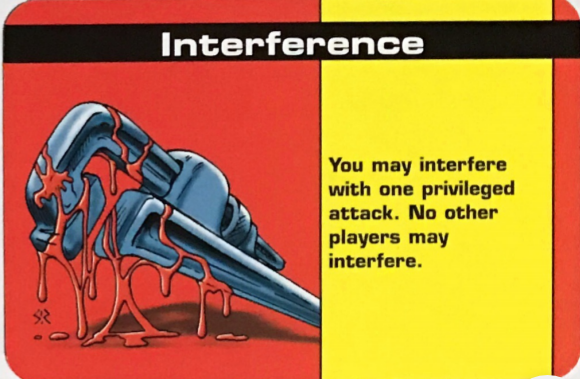 Interference
You may interfere
with one privileged
attack. No other
players may
interfere.